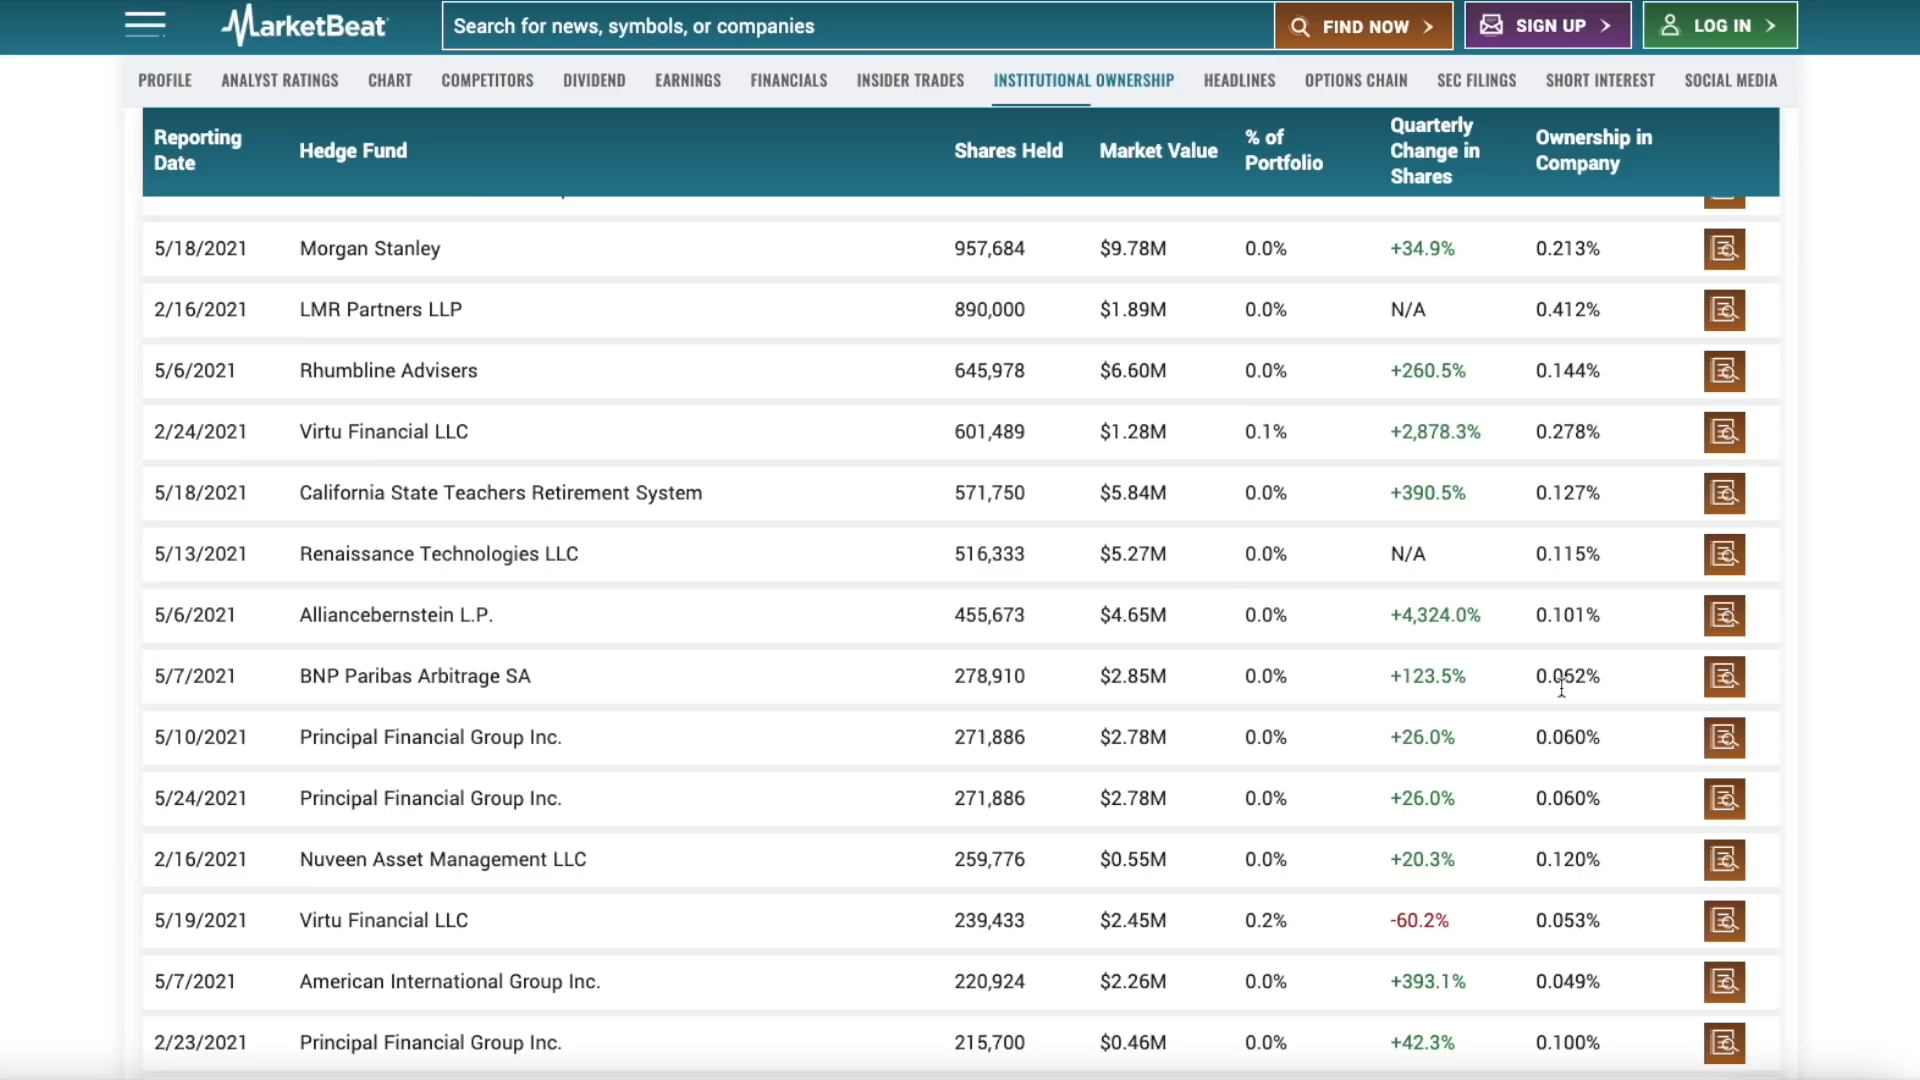 MarketBeat
Search for news, symbols, or companies
FIND NOW
SIGN UP
LOG IN
PROFILE ANALYST RATINGS CHART COMPETITORS DIVIDEND EARNINGS FINANCIALS INSIDER TRADES INSTITUTIONAL OWNERSHIP HEADLINES OPTIONS CHAIN SEC FILINGS SHORT INTEREST SOCIAL MEDIA
Reporting Date Hedge Fund Shares Held Market Value % of Portfolio Quarterly Change in Shares Ownership in Company
5/18/2021 Morgan Stanley 957,684 $9.78M 0.0% +34.9% 0.213%
2/16/2021 LMR Partners LLP 890,000 $1.89M 0.0% N/A 0.412%
5/6/2021 Rhumbline Advisers 645,978 $6.60M 0.0% +260.5% 0.144%
2/24/2021 Virtu Financial LLC 601,489 $1.28M 0.1% +2,878.3% 0.278%
5/18/2021 California State Teachers Retirement System 571,750 $5.84M 0.0% +390.5% 0.127%
5/13/2021 Renaissance Technologies LLC 516,333 $5.27M 0.0% N/A 0.115%
5/6/2021 Alliancebernstein L.P. 455,673 $4.65M 0.0% +4,324.0% 0.101%
5/7/2021 BNP Paribas Arbitrage SA 278,910 $2.85M 0.0% +123.5% 0.062%
5/10/2021 Principal Financial Group Inc. 271,886 $2.78M 0.0% +26.0% 0.060%
5/24/2021 Principal Financial Group Inc. 271,886 $2.78M 0.0% +26.0% 0.060%
2/16/2021 Nuveen Asset Management LLC 259,776 $0.55M 0.0% +20.3% 0.120%
5/19/2021 Virtu Financial LLC 239,433 $2.45M 0.2% -60.2% 0.053%
5/7/2021 American International Group Inc. 220,924 $2.26M 0.0% +393.1% 0.049%
2/23/2021 Principal Financial Group Inc. 215,700 $0.46M 0.0% +42.3% 0.100%